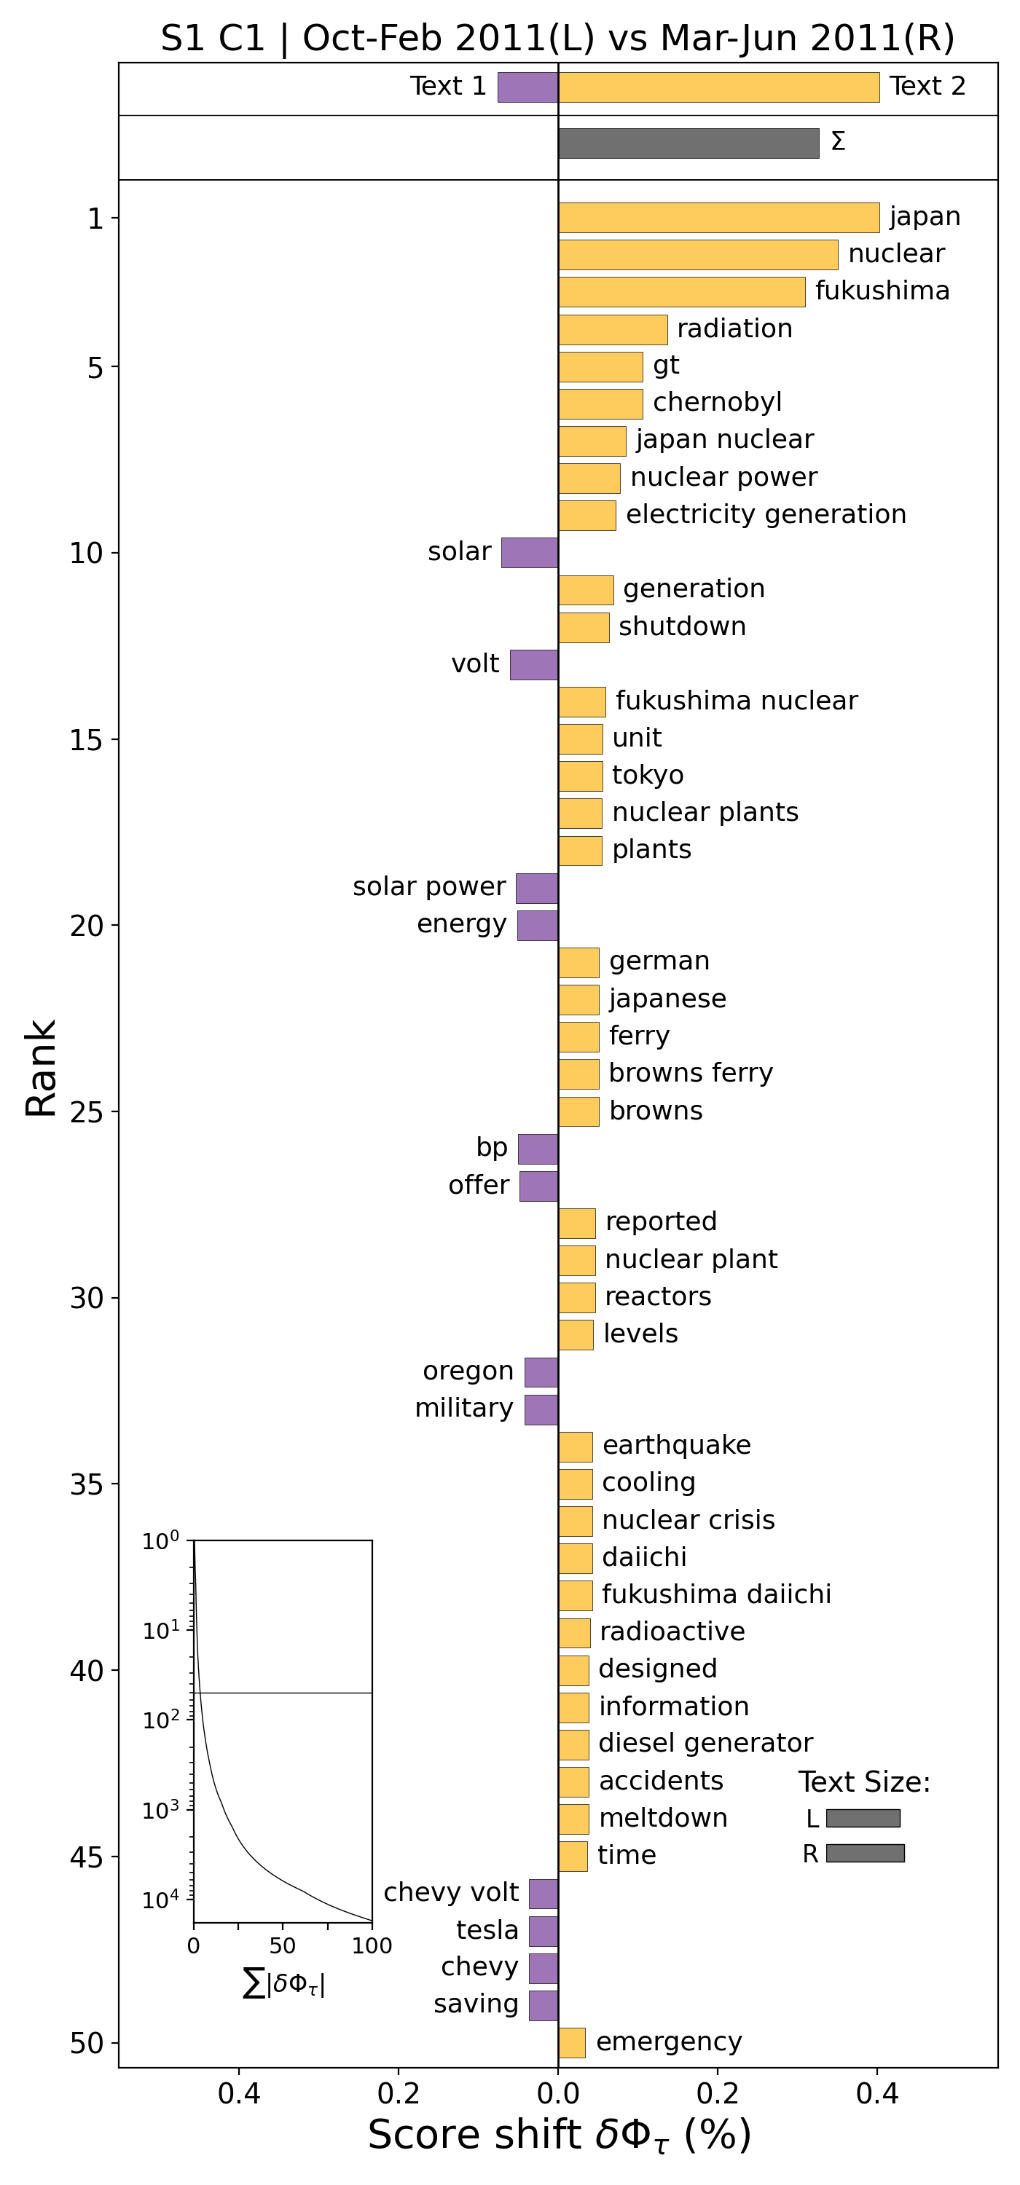 S1 C1 | Oct-Feb 2011(L) vs Mar-Jun 2011(R)
Text 1
Text 2
Σ
1
japan
nuclear
fukushima
radiation
5
gt
chernobyl
japan nuclear
nuclear power
electricity generation
10
solar
generation
shutdown
volt
fukushima nuclear
15
unit
tokyo
nuclear plants
plants
solar power
20
energy
german
japanese
ferry
browns ferry
25
browns
bp
offer
reported
nuclear plant
30
reactors
levels
oregon
military
earthquake
35
cooling
nuclear crisis
daiichi
fukushima daiichi
radioactive
40
designed
information
diesel generator
accidents
meltdown
45
time
chevy volt
tesla
chevy
saving
50
emergency
Rank
10⁰
10¹
10²
10³
10⁴
0 50 100
∑|δΦτ|
Text Size:
L
R
0.4 0.2 0.0 0.2 0.4
Score shift δΦτ (%)